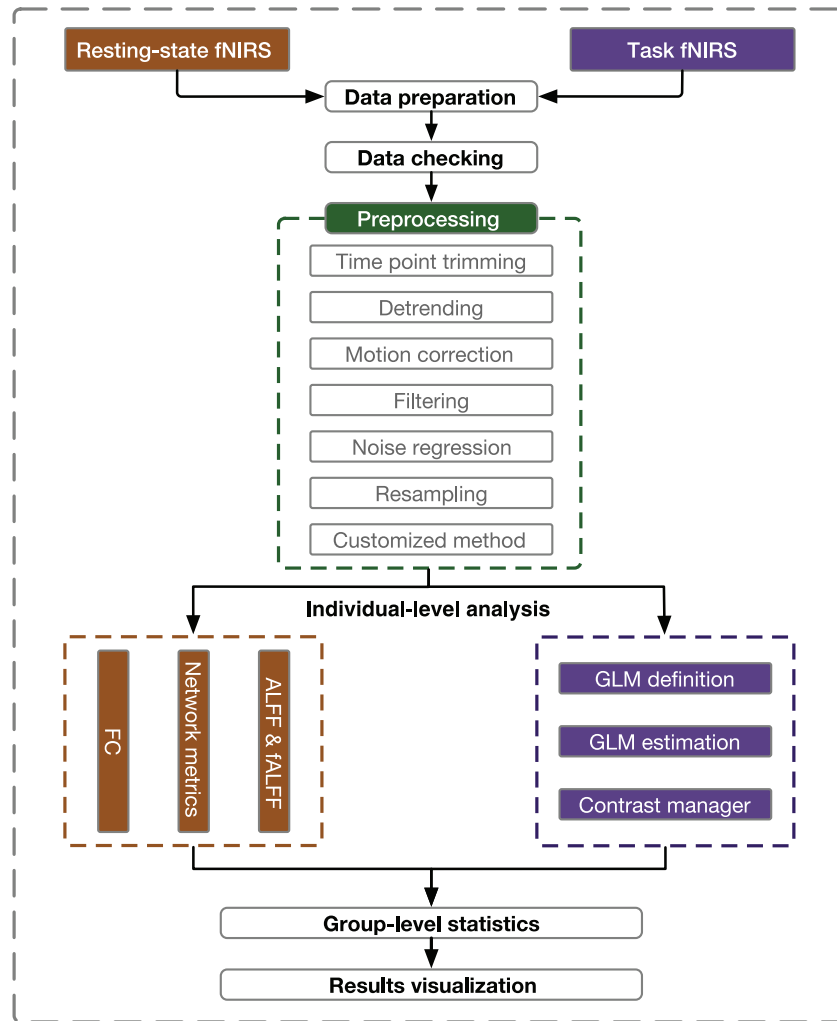 Resting-state fNIRS
Task fNIRS
Data preparation
Data checking
Preprocessing
Time point trimming
Detrending
Motion correction
Filtering
Noise regression
Resampling
Customized method
Individual-level analysis
FC
Network metrics
ALFF & fALFF
GLM definition
GLM estimation
Contrast manager
Group-level statistics
Results visualization